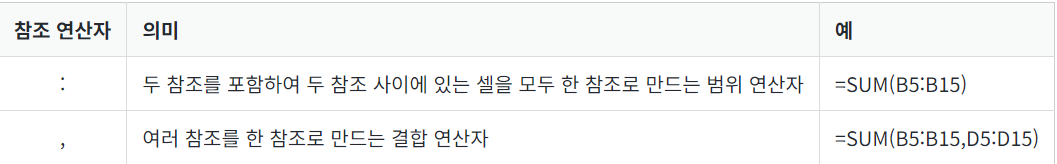 참조 연산자 의미 예
: 두 참조를 포함하여 두 참조 사이에 있는 셀을 모두 한 참조로 만드는 범위 연산자 =SUM(B5:B15)
, 여러 참조를 한 참조로 만드는 결합 연산자 =SUM(B5:B15,D5:D15)